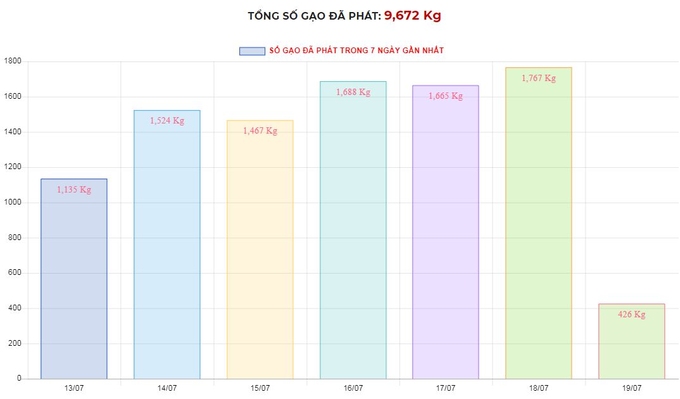 TỔNG SỐ GẠO ĐÃ PHÁT: 9,672 Kg
SỐ GẠO ĐÃ PHÁT TRONG 7 NGÀY GẦN NHẤT
1800
1600
1400
1200
1000
800
600
400
200
0
1,135 Kg
1,524 Kg
1,467 Kg
1,688 Kg
1,665 Kg
1,767 Kg
426 Kg
13/07
14/07
15/07
16/07
17/07
18/07
19/07